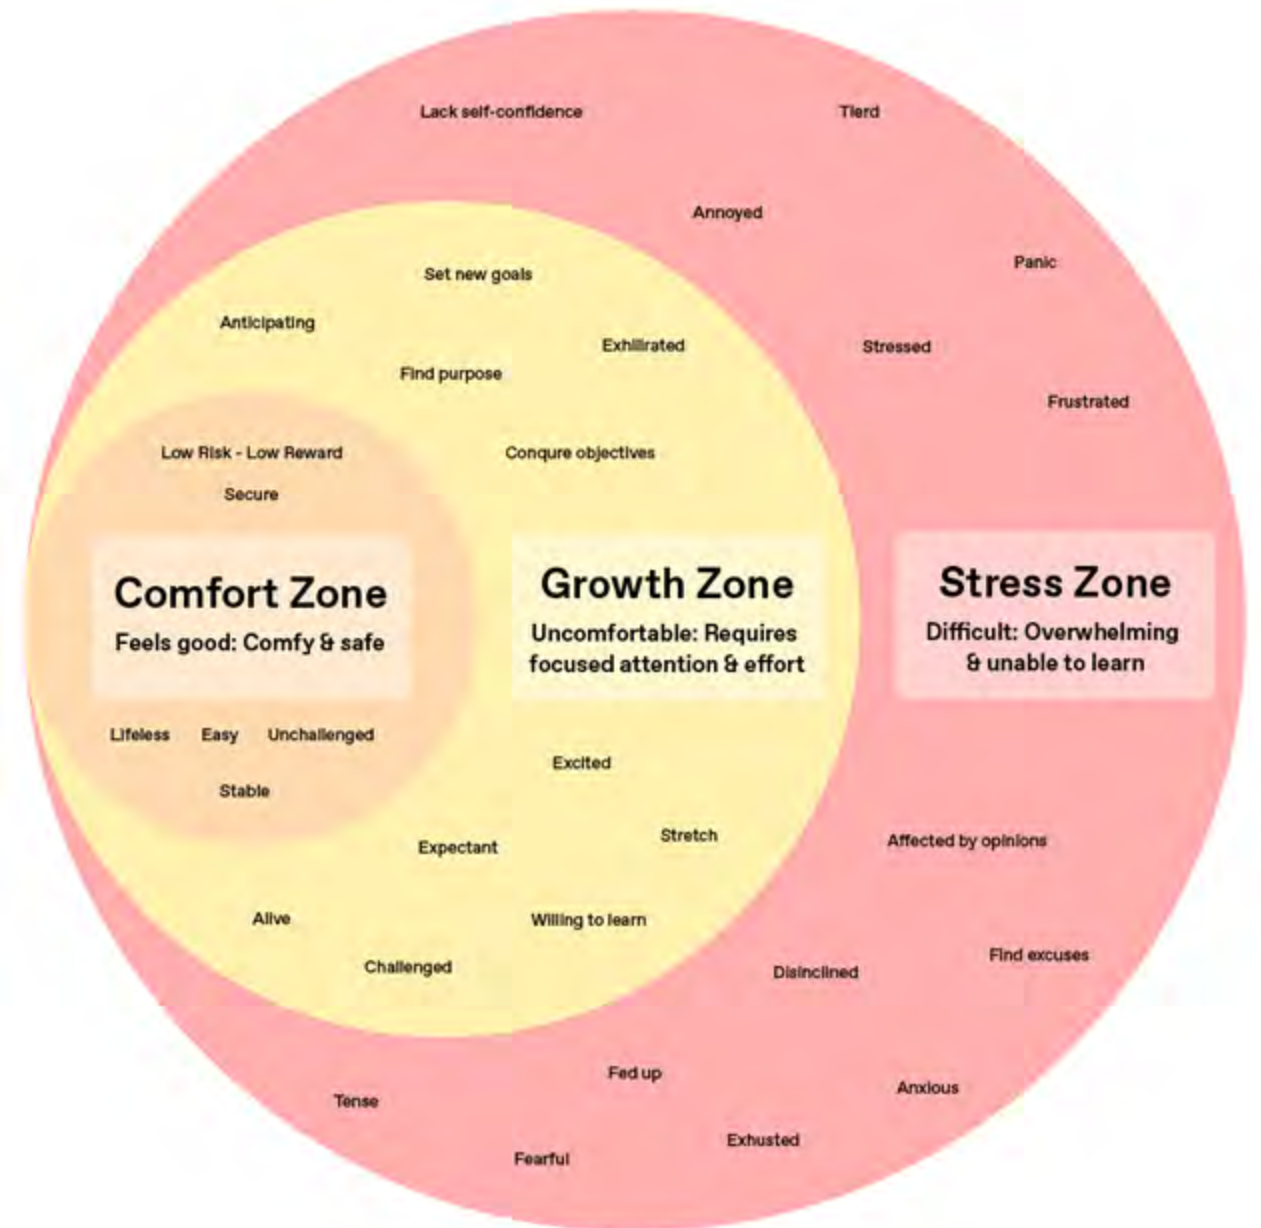 Lack self-confidence
Tierd
Annoyed
Panic
Set new goals
Anticipating
Exhilirated
Stressed
Find purpose
Frustrated
Low Risk - Low Reward
Conqure objectives
Secure
Comfort Zone
Feels good: Comfy & safe
Growth Zone
Uncomfortable: Requires
focused attention & effort
Stress Zone
Difficult: Overwhelming
& unable to learn
Lifeless Easy Unchallenged
Stable
Excited
Expectant
Stretch
Affected by opinions
Alive
Willing to learn
Challenged
Disinclined
Find excuses
Fed up
Anxious
Tense
Exhusted
Fearful